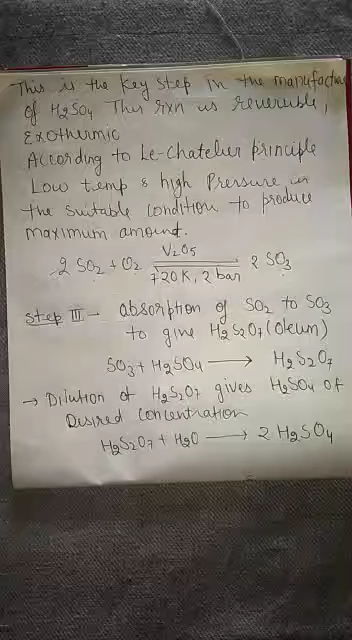 This is the key step in the manufactu
of H2SO4 This rxn is reversible,
Exothermic
According to Le-Chatelier principle
Low temp & high Pressure is
the suitable condition to produce
maximum amount.
2 SO2 + O2 V2O5 720K, 2 bar 2 SO3
Step III - absorption of SO2 to SO3
to give H2S2O7 (oleum)
SO3 + H2SO4 → H2S2O7
→ Dilution of H2S2O7 gives H2SO4 of
Desired concentration
H2S2O7 + H2O → 2 H2SO4